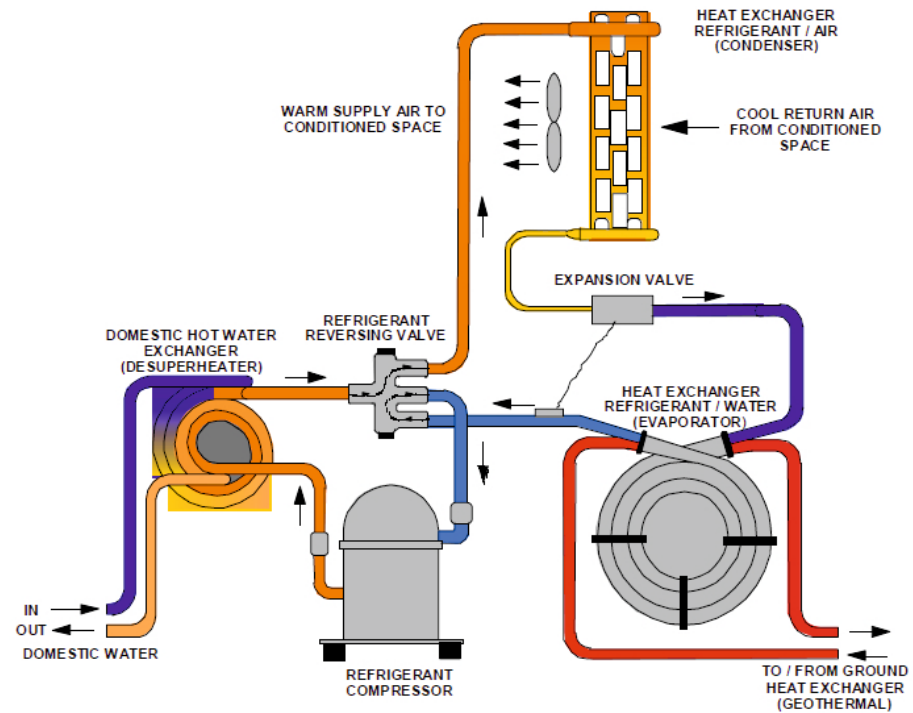 HEAT EXCHANGER
REFRIGERANT / AIR
(CONDENSER)
WARM SUPPLY AIR TO
CONDITIONED SPACE
COOL RETURN AIR
FROM CONDITIONED
SPACE
EXPANSION VALVE
REFRIGERANT
REVERSING VALVE
DOMESTIC HOT WATER
EXCHANGER
(DESUPERHEATER)
HEAT EXCHANGER
REFRIGERANT / WATER
(EVAPORATOR)
IN
OUT
DOMESTIC WATER
REFRIGERANT
COMPRESSOR
TO / FROM GROUND
HEAT EXCHANGER
(GEOTHERMAL)